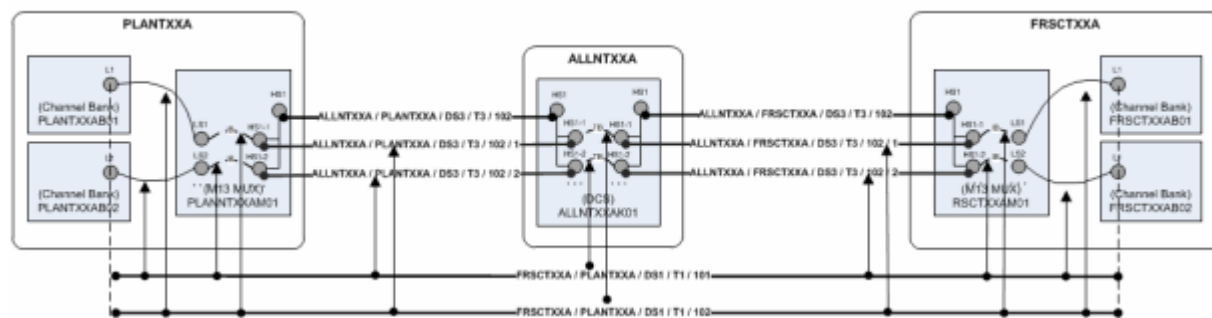 PLANTXXA
ALLNTXXA
FRSCTXXA
L1
(Channel Bank)
PLANTXXAB01
L2
(Channel Bank)
PLANTXXAB02
HS1
LS1
HS1-1
LS2
HS1-2
(M13 MUX)
PLANNTXXAM01
ALLNTXXA / PLANTXXA / DS3 / T3 / 102
ALLNTXXA / PLANTXXA / DS3 / T3 / 102 / 1
ALLNTXXA / PLANTXXA / DS3 / T3 / 102 / 2
HS1
HS1
HS1-1
HS1-1
HS1-2
HS1-2
(DCS)
ALLNTXXAK01
ALLNTXXA / FRSCTXXA / DS3 / T3 / 102
ALLNTXXA / FRSCTXXA / DS3 / T3 / 102 / 1
ALLNTXXA / FRSCTXXA / DS3 / T3 / 102 / 2
HS1
HS1-1
LS1
HS1-2
LS2
(M13 MUX)
RSCTXXAM01
L1
(Channel Bank)
FRSCTXXAB01
(Channel Bank)
FRSCTXXAB02
FRSCTXXA / PLANTXXA / DS1 / T1 / 101
FRSCTXXA / PLANTXXA / DS1 / T1 / 102